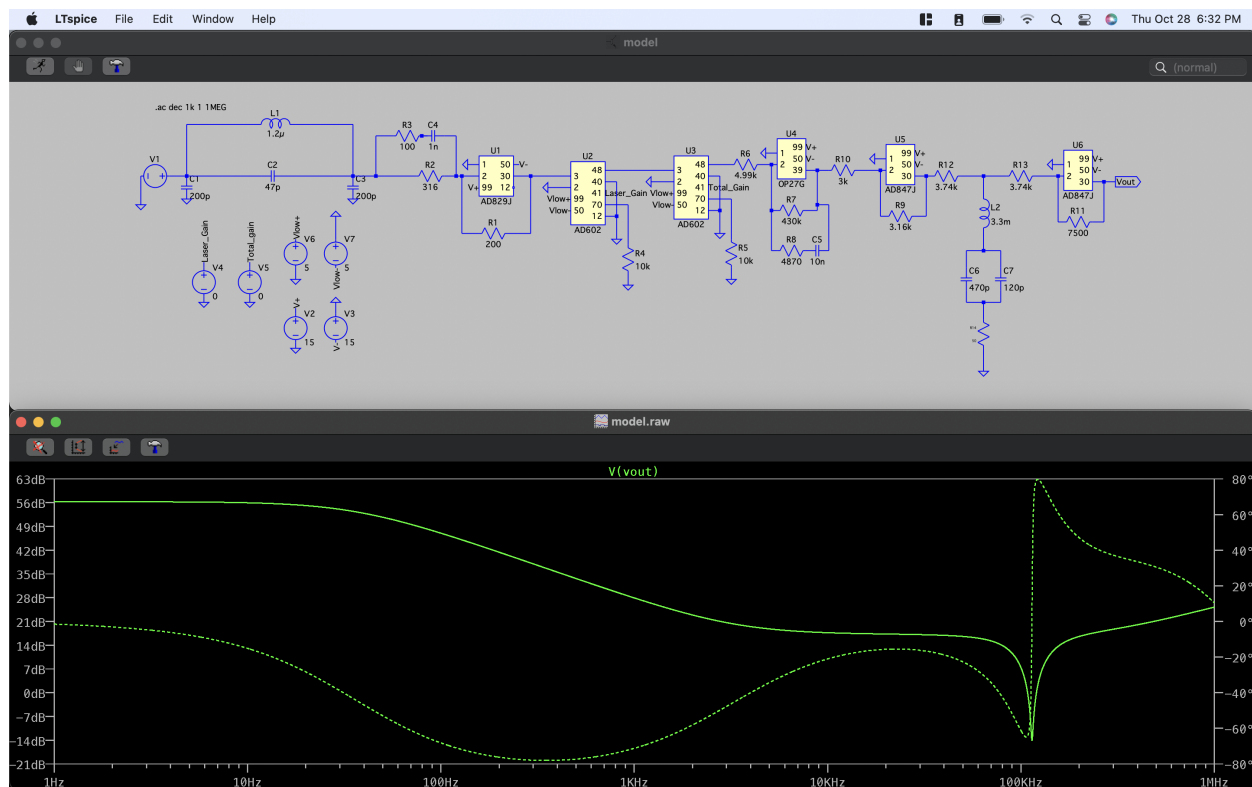 LTspice File Edit Window Help Thu Oct 28 6:32 PM
model
(normal)
.ac dec 1k 1 1MEG
L1
1.2µ
V1
C1
200p
C2
47p
C3
200p
R3
100
C4
1n
R2
316
U1
1 50 V-
2 30
V+ 99 12
AD829J
R1
200
U2
3 48
2 40
Vlow+ 99 41 Laser_Gain
Vlow- 50 70
12
AD602
R4
10k
U3
3 48
2 40
Vlow+ 99 41 Total_Gain
Vlow- 50 70
12
AD602
R5
10k
R6
4.99k
U4
1 99 V+
50 V-
2 39
OP27G
R7
430k
R8
4870
C5
10n
R10
3k
U5
1 99 V+
50 V-
2 30
AD847J
R9
3.16k
R12
3.74k
R13
3.74k
L2
3.3m
C6
470p
C7
120p
U6
1 99 V+
50 V-
2 30
AD847J
R11
7500
Vout
Laser_Gain
V4
0
Total_gain
V5
0
Vlow+
V6
5
V7
5
Vlow-
V+
V2
15
V3
15
V-
model.raw
V(vout)
63dB 80°
56dB 60°
49dB
42dB 40°
35dB 20°
28dB
21dB 0°
14dB -20°
7dB
0dB -40°
-7dB
-14dB -60°
-21dB -80°
1Hz 10Hz 100Hz 1KHz 10KHz 100KHz 1MHz